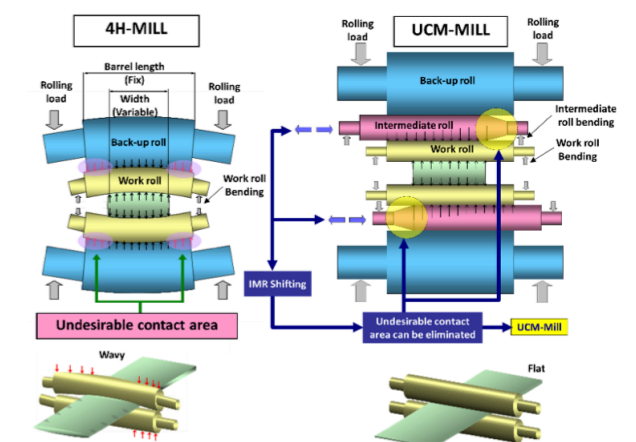 4H-MILL
Barrel length
(Fix)
Width
(Variable)
Rolling
load
Rolling
load
Back-up roll
Work roll
Work roll
Bending
Undesirable contact area
Wavy
UCM-MILL
Rolling
load
Rolling
load
Back-up roll
Intermediate roll
Intermediate
roll bending
Work roll
Work roll
Bending
IMR Shifting
Undesirable contact
area can be eliminated
UCM-Mill
Flat